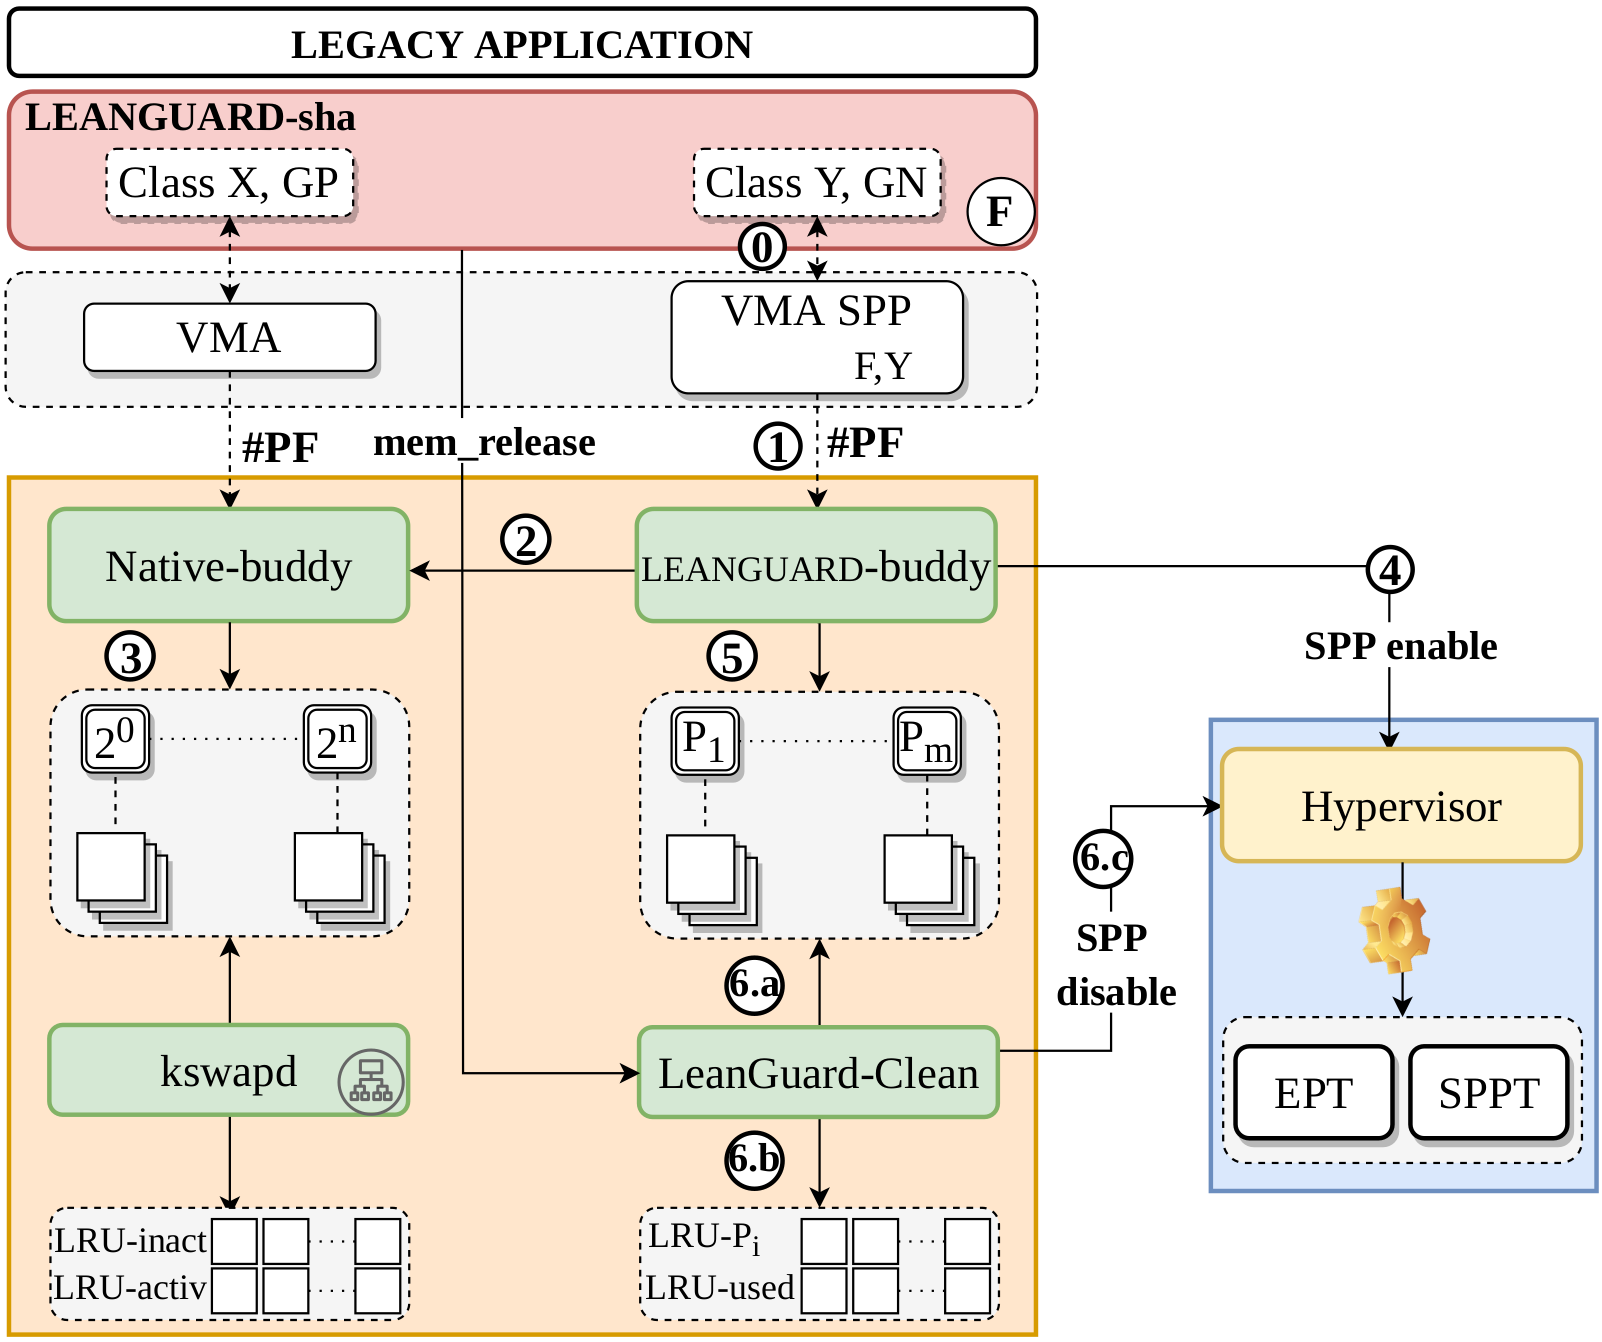 LEGACY APPLICATION
LEANGUARD-sha
Class X, GP
Class Y, GN
F
0
VMA
VMA SPP
F,Y
#PF
mem_release
1
#PF
Native-buddy
2
LEANGUARD-buddy
4
SPP enable
3
5
2^0
2^n
P_1
P_m
Hypervisor
6.c
SPP
disable
6.a
kswapd
LeanGuard-Clean
EPT
SPPT
6.b
LRU-inact
LRU-activ
LRU-P_i
LRU-used